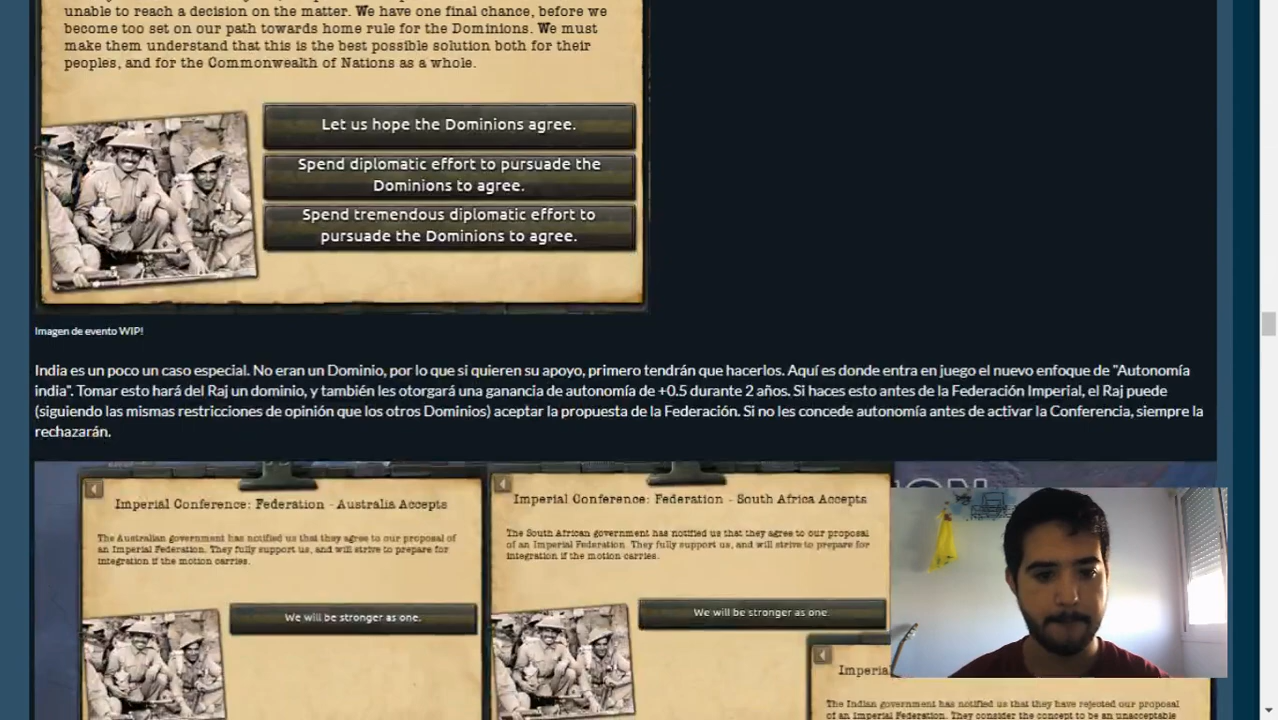 unable to reach a decision on the matter. We have one final chance, before we
become too set on our path towards home rule for the Dominions. We must
make them understand that this is the best possible solution both for their
peoples, and for the Commonwealth of Nations as a whole.
Let us hope the Dominions agree.
Spend diplomatic effort to pursuade the
Dominions to agree.
Spend tremendous diplomatic effort to
pursuade the Dominions to agree.
Imagen de evento WIP!
India es un poco un caso especial. No eran un Dominio, por lo que si quieren su apoyo, primero tendrán que hacerlos. Aquí es donde entra en juego el nuevo enfoque de "Autonomía
india". Tomar esto hará del Raj un dominio, y también les otorgará una ganancia de autonomía de +0.5 durante 2 años. Si haces esto antes de la Federación Imperial, el Raj puede
(siguiendo las mismas restricciones de opinión que los otros Dominios) aceptar la propuesta de la Federación. Si no les concede autonomía antes de activar la Conferencia, siempre la
rechazarán.
Imperial Conference: Federation - Australia Accepts
The Australian government has notified us that they agree to our proposal
of an Imperial Federation. They fully support us, and will strive to prepare for
integration if the motion carries.
We will be stronger as one.
Imperial Conference: Federation - South Africa Accepts
The South African government has notified us that they agree to our proposal
of an Imperial Federation. They fully support us, and will strive to prepare for
integration if the motion carries.
We will be stronger as one.
Imperial
The Indian government has notified us that they have rejected our proposal
of an Imperial Federation. They consider the concept to be an unacceptable